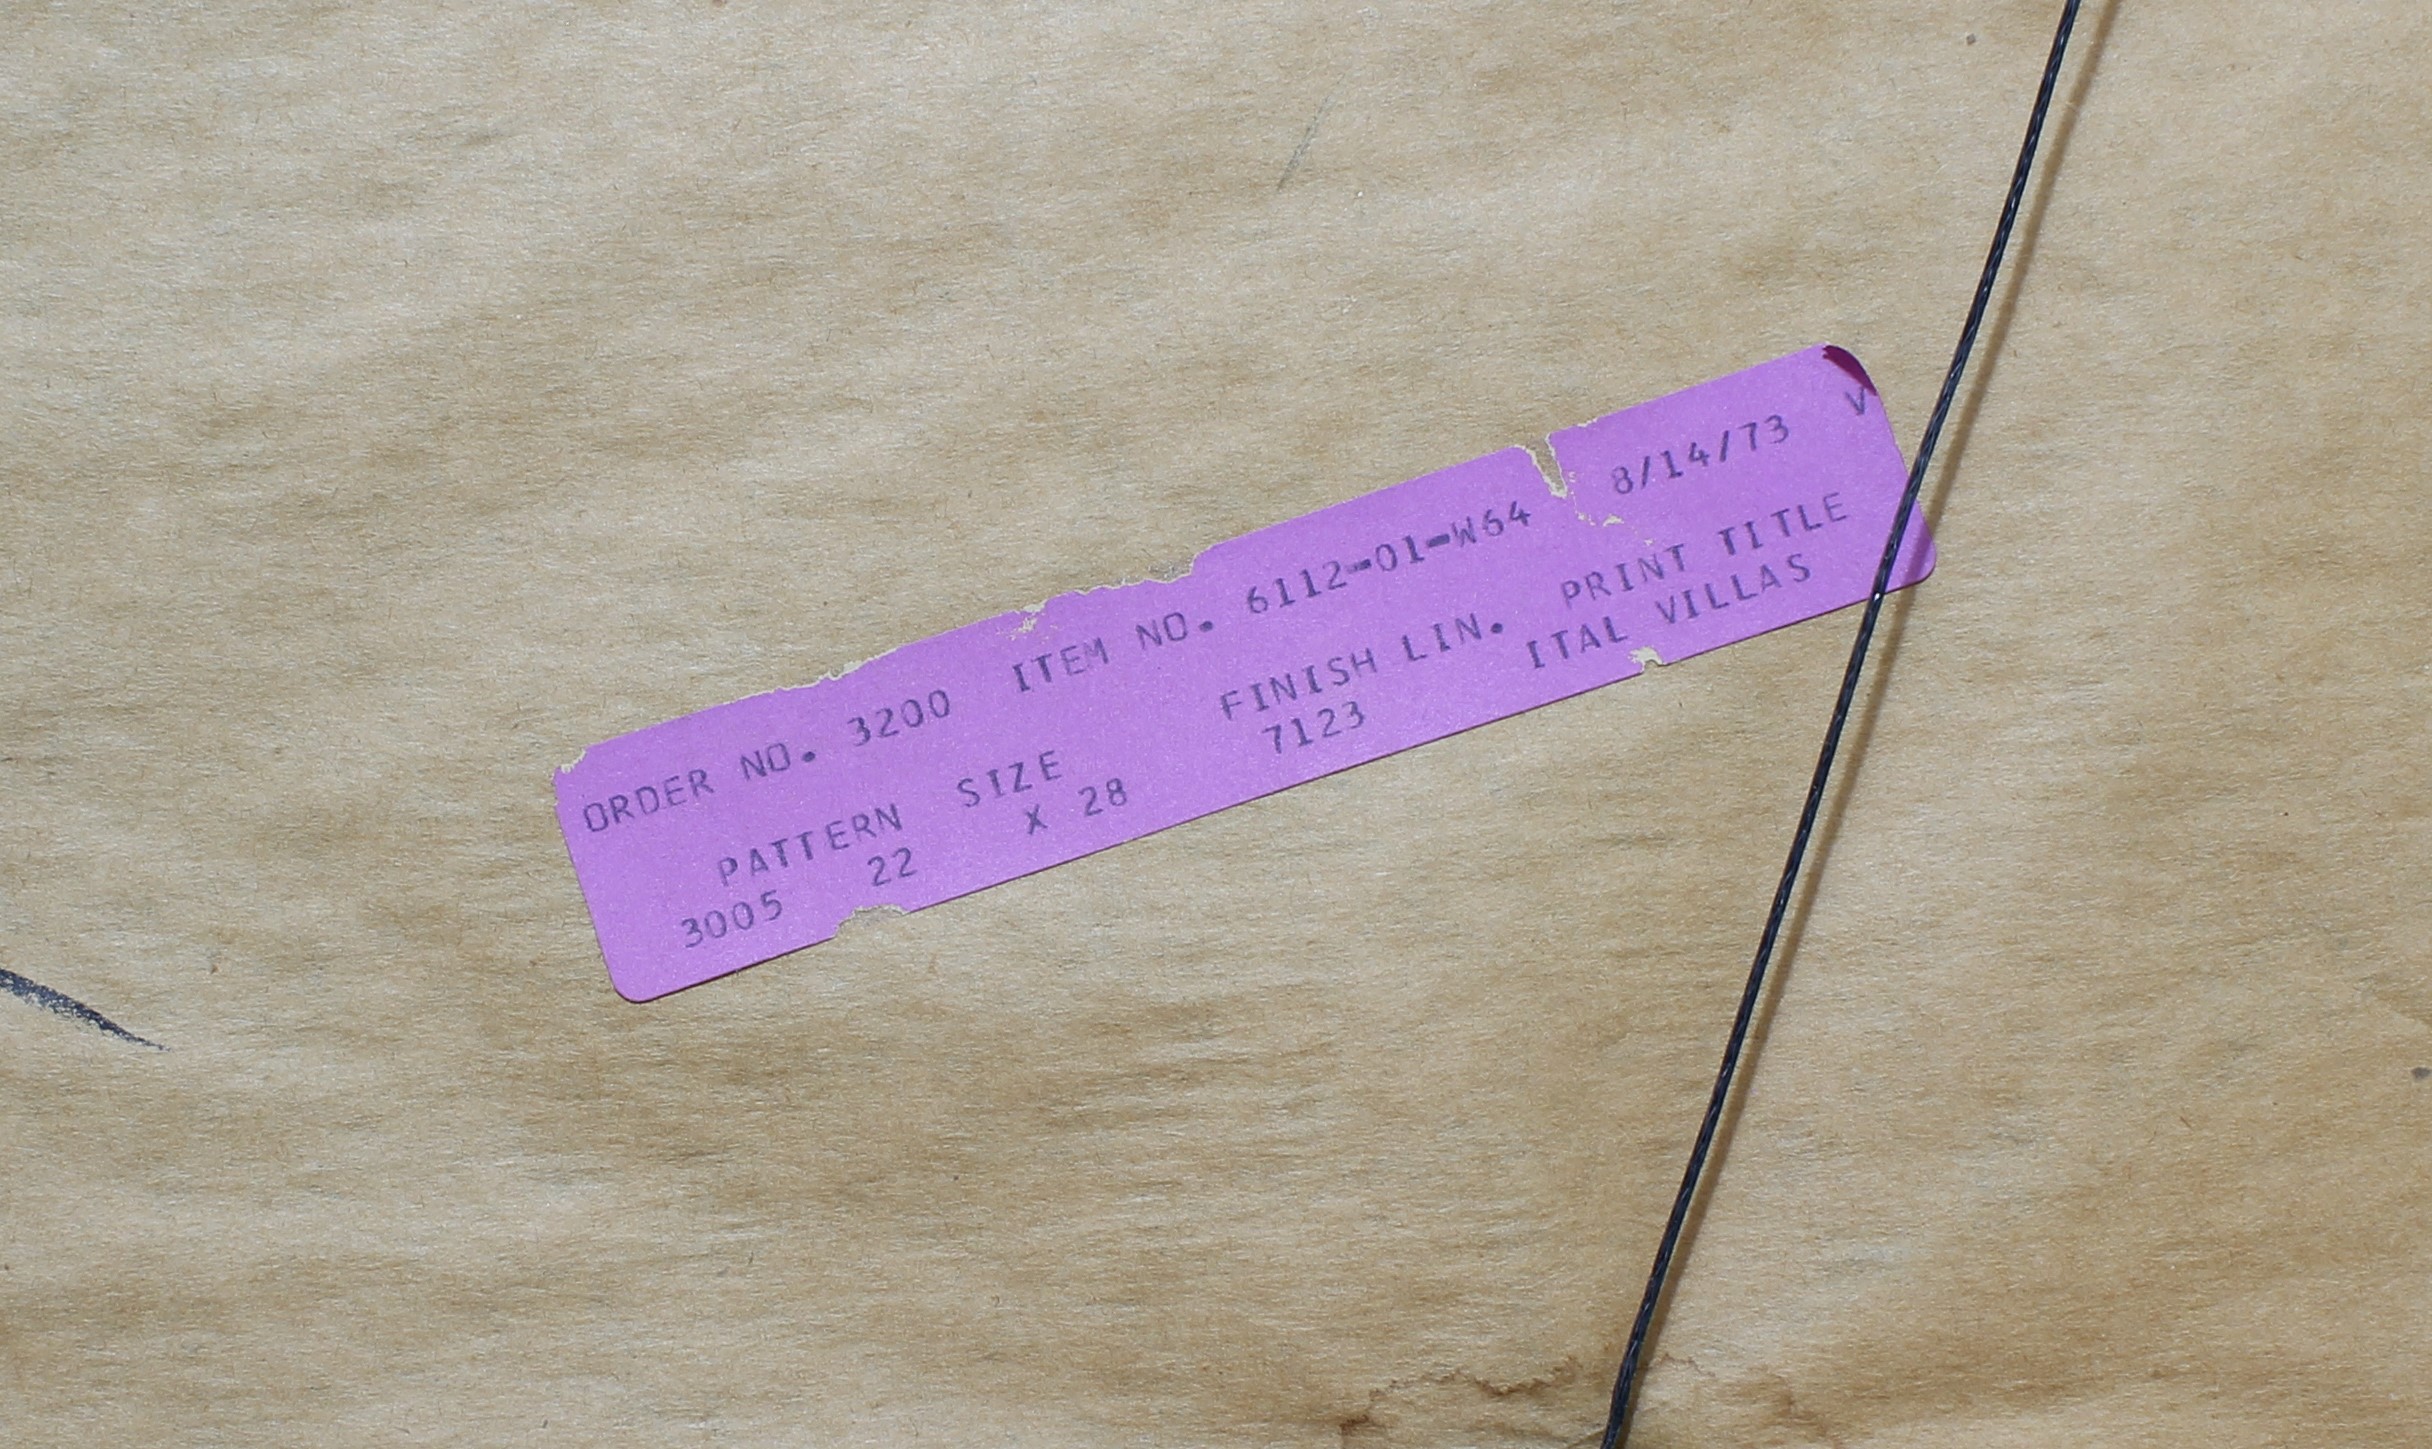 ORDER NO. 3200 ITEM NO. 6112-01-W64 8/14/73 V
PATTERN SIZE FINISH LIN. PRINT TITLE
3005 22 X 28 7123 ITAL VILLAS